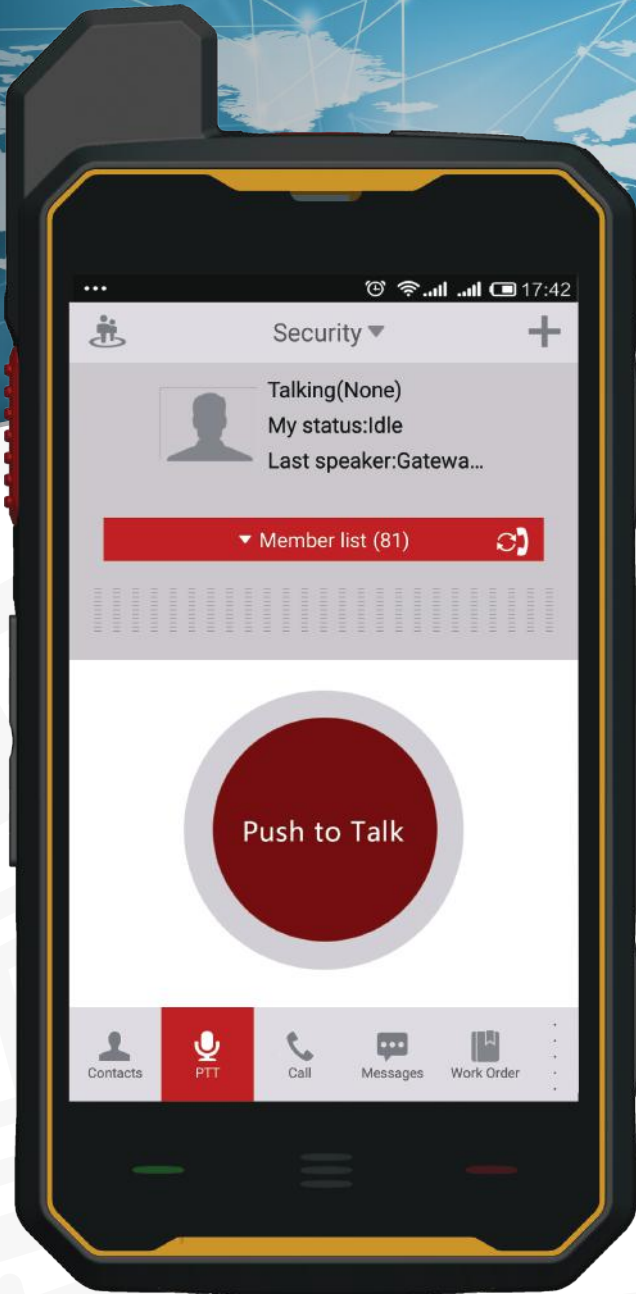 17:42
Security
Talking(None)
My status:Idle
Last speaker:Gatewa...
Member list (81)
Push to Talk
Contacts
PTT
Call
Messages
Work Order